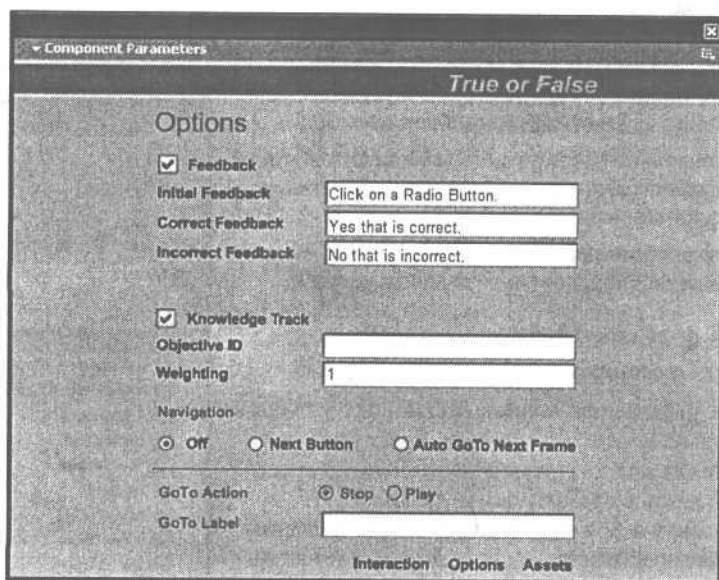 Component Parameters
True or False
Options
Feedback
Initial Feedback Click on a Radio Button.
Correct Feedback Yes that is correct.
Incorrect Feedback No that is incorrect.
Knowledge Track
Objective ID
Weighting 1
Navigation
Off Next Button Auto GoTo Next Frame
GoTo Action Stop Play
GoTo Label
Interaction Options Assets